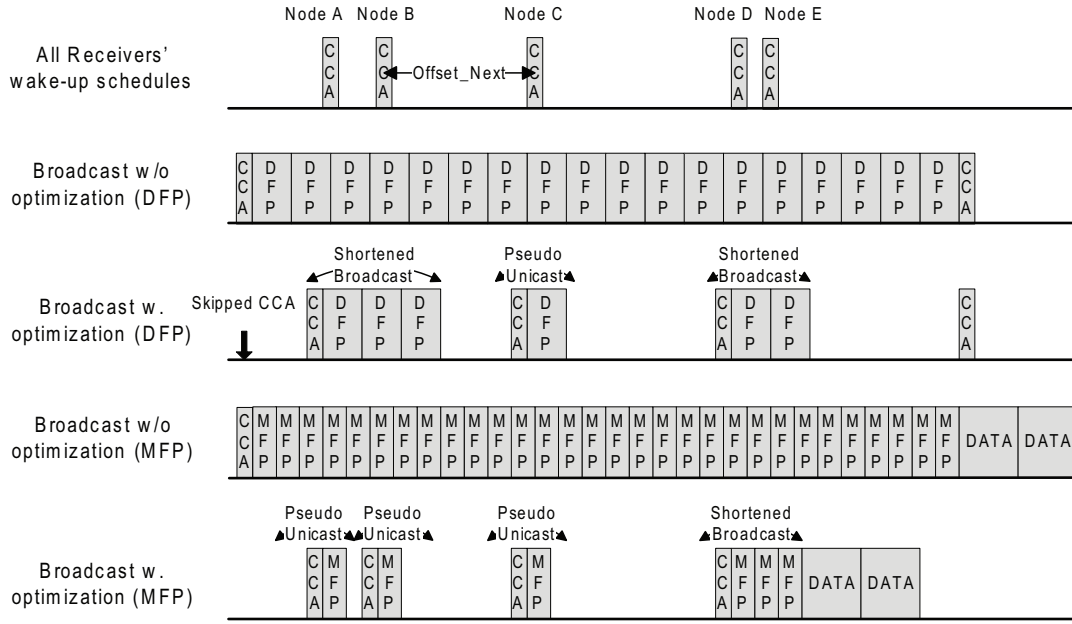 Node A Node B Node C Node D Node E
All Receivers'
wake-up schedules
CCA CCA Offset_Next CCA CCA CCA
Broadcast w/o
optimization (DFP)
CCA DFP DFP DFP DFP DFP DFP DFP DFP DFP DFP DFP DFP DFP DFP DFP DFP DFP DFP CCA
Shortened
Broadcast
Pseudo
Unicast
Shortened
Broadcast
Broadcast w.
optimization (DFP)
Skipped CCA
CCA DFP DFP DFP CCA DFP CCA DFP DFP CCA
Broadcast w/o
optimization (MFP)
CCA MFP MFP MFP MFP MFP MFP MFP MFP MFP MFP MFP MFP MFP MFP MFP MFP MFP MFP MFP MFP MFP MFP MFP MFP MFP MFP MFP MFP MFP MFP DATA DATA
Pseudo
Unicast
Pseudo
Unicast
Pseudo
Unicast
Shortened
Broadcast
Broadcast w.
optimization (MFP)
CCA MFP CCA MFP CCA MFP CCA MFP MFP MFP DATA DATA